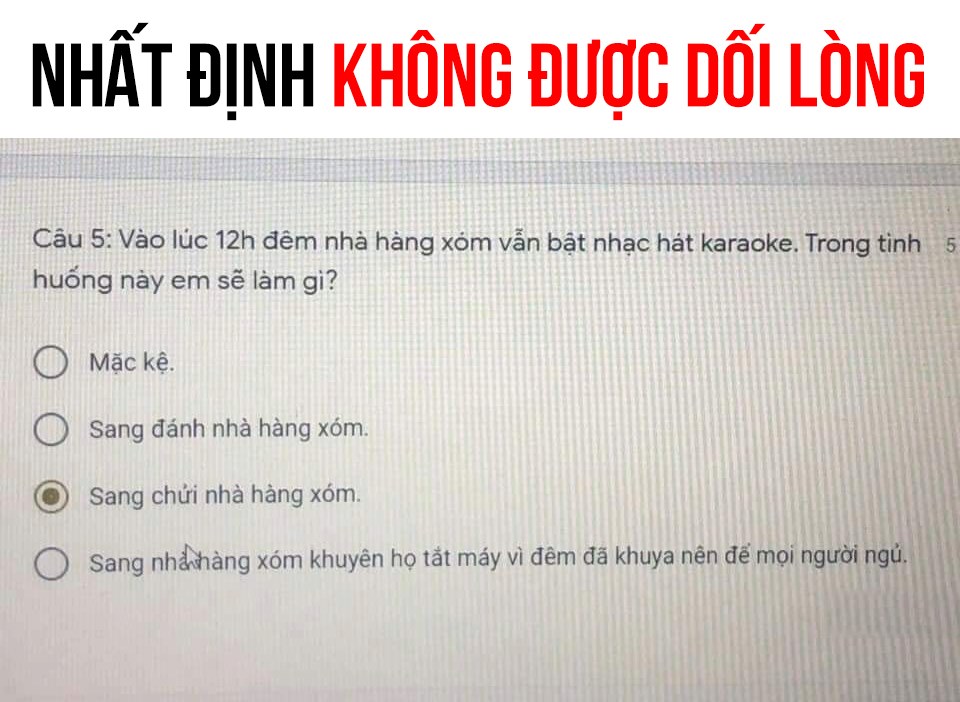 NHẤT ĐỊNH KHÔNG ĐƯỢC DỐI LÒNG
Câu 5: Vào lúc 12h đêm nhà hàng xóm vẫn bật nhạc hát karaoke. Trong tình 5
huống này em sẽ làm gì?
Mặc kệ.
Sang đánh nhà hàng xóm.
Sang chửi nhà hàng xóm.
Sang nhà hàng xóm khuyên họ tắt máy vì đêm đã khuya nên để mọi người ngủ.